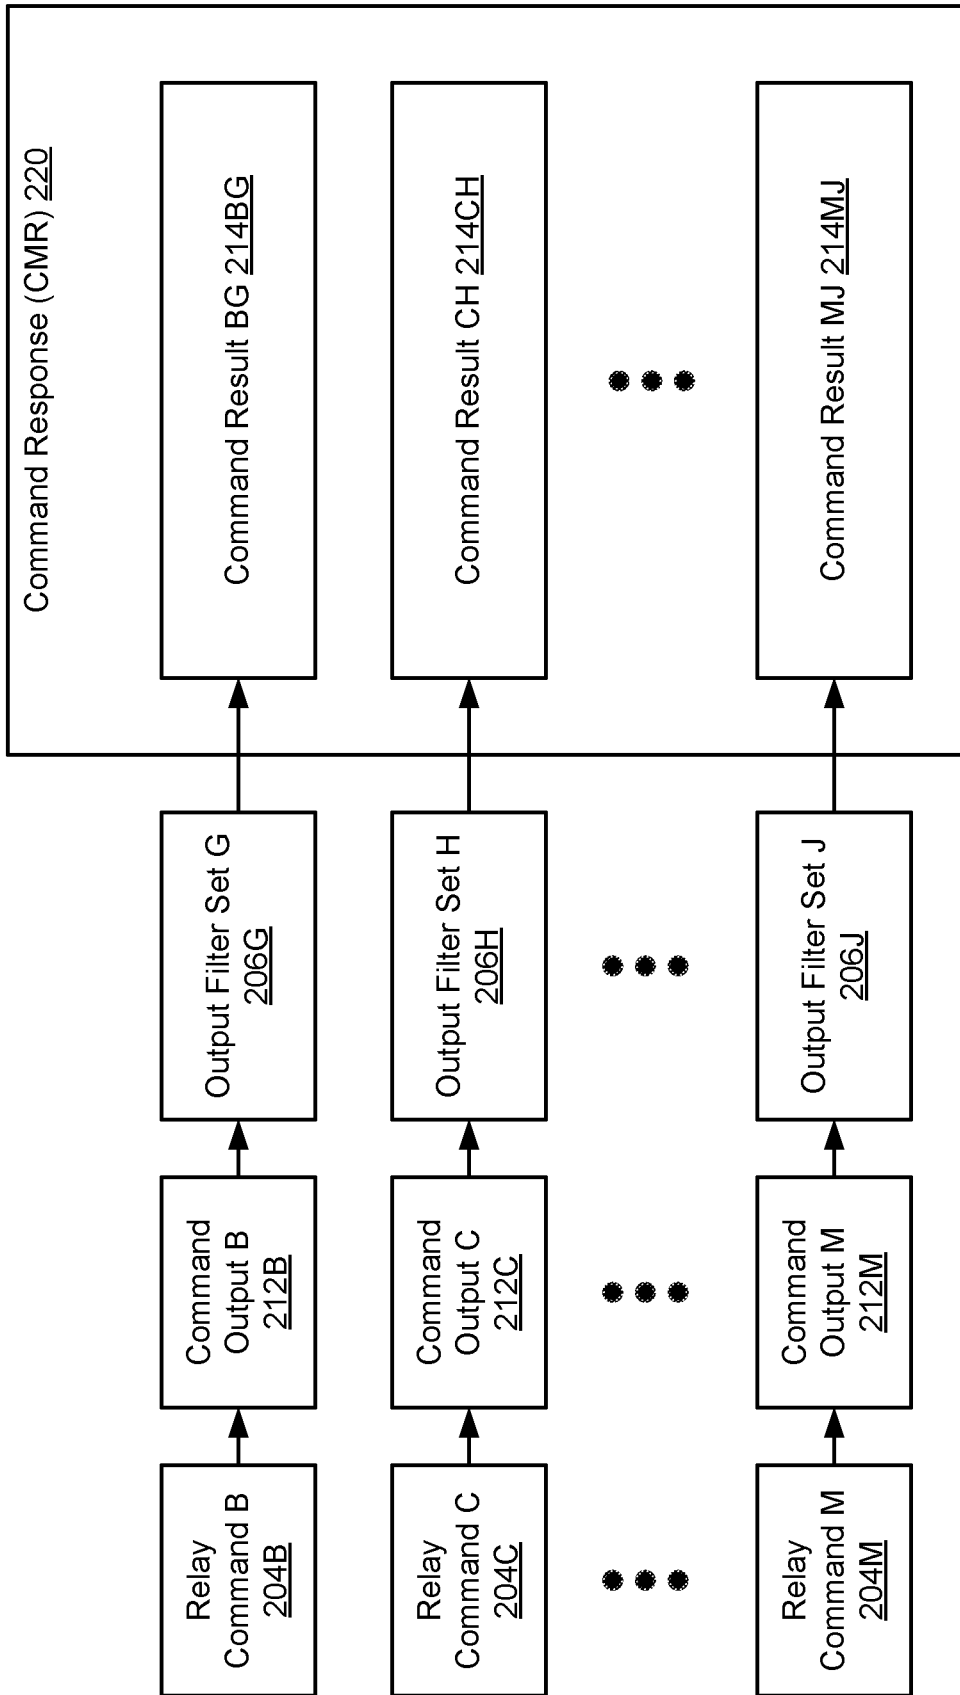 Command Response (CMR) 220
Relay
Command B
204B
Command
Output B
212B
Output Filter Set G
206G
Command Result BG 214BG
Relay
Command C
204C
Command
Output C
212C
Output Filter Set H
206H
Command Result CH 214CH
Relay
Command M
204M
Command
Output M
212M
Output Filter Set J
206J
Command Result MJ 214MJ